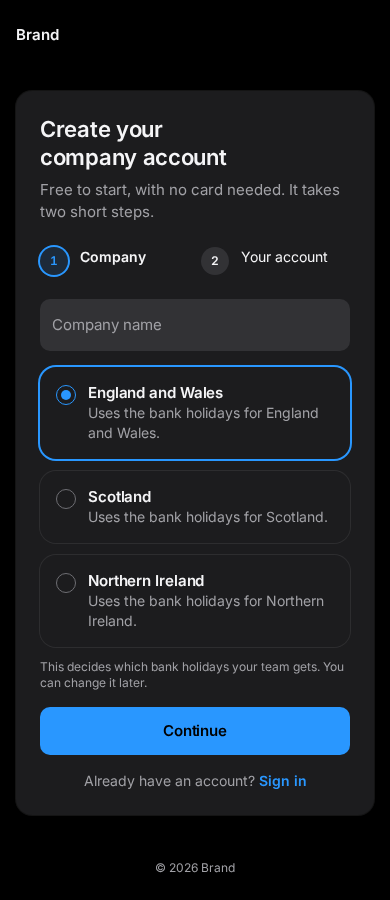 Brand
Create your
company account
Free to start, with no card needed. It takes
two short steps.
1 Company 2 Your account
Company name
England and Wales
Uses the bank holidays for England
and Wales.
Scotland
Uses the bank holidays for Scotland.
Northern Ireland
Uses the bank holidays for Northern
Ireland.
This decides which bank holidays your team gets. You
can change it later.
Continue
Already have an account? Sign in
© 2026 Brand